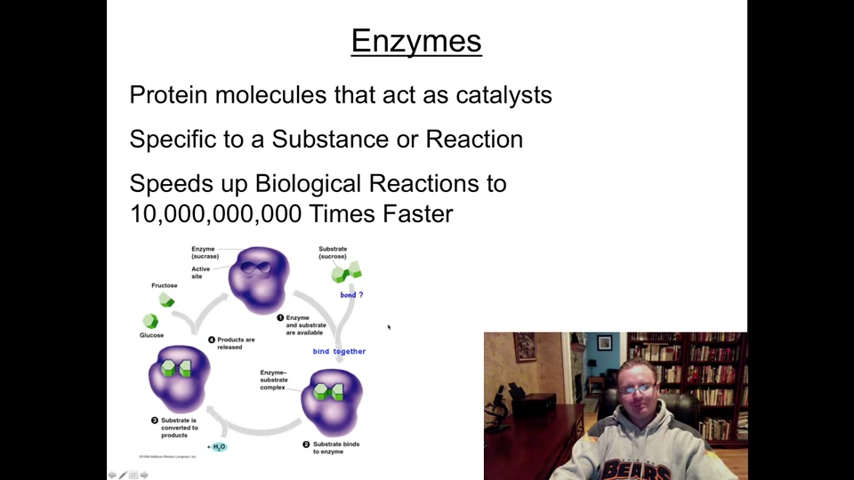 Enzymes
Protein molecules that act as catalysts
Specific to a Substance or Reaction
Speeds up Biological Reactions to
10,000,000,000 Times Faster
Enzyme
(sucrase)
Active
site
Substrate
(sucrose)
bond ?
Fructose
Glucose
1 Enzyme
and substrate
are available
4 Products are
released
bind together
Enzyme–
substrate
complex
3 Substrate is
converted to
products
+ H₂O
2 Substrate binds
to enzyme
BEARS